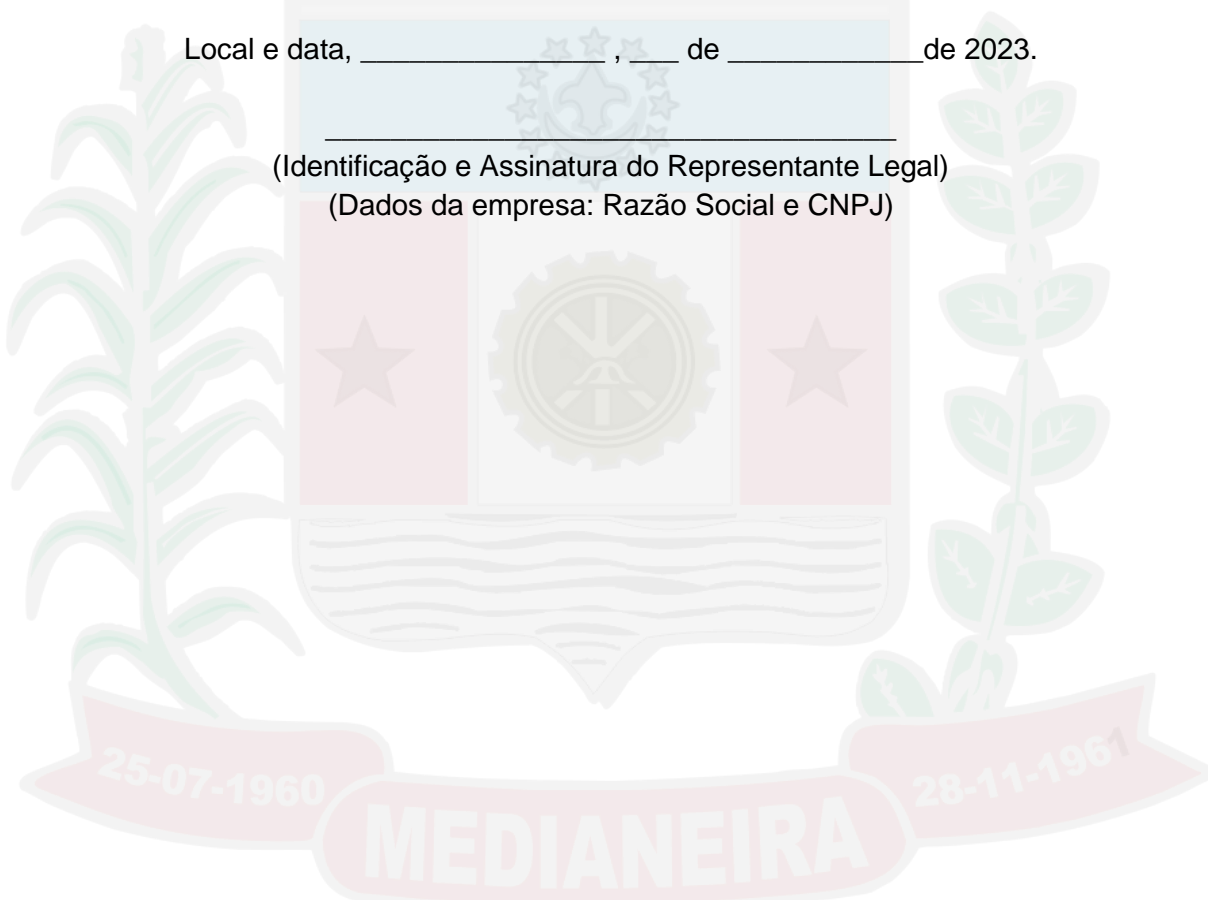 Local e data, _______________ , ___ de ____________de 2023.
___________________________________
(Identificação e Assinatura do Representante Legal)
(Dados da empresa: Razão Social e CNPJ)
25-07-1960
28-11-1961
MEDIANEIRA